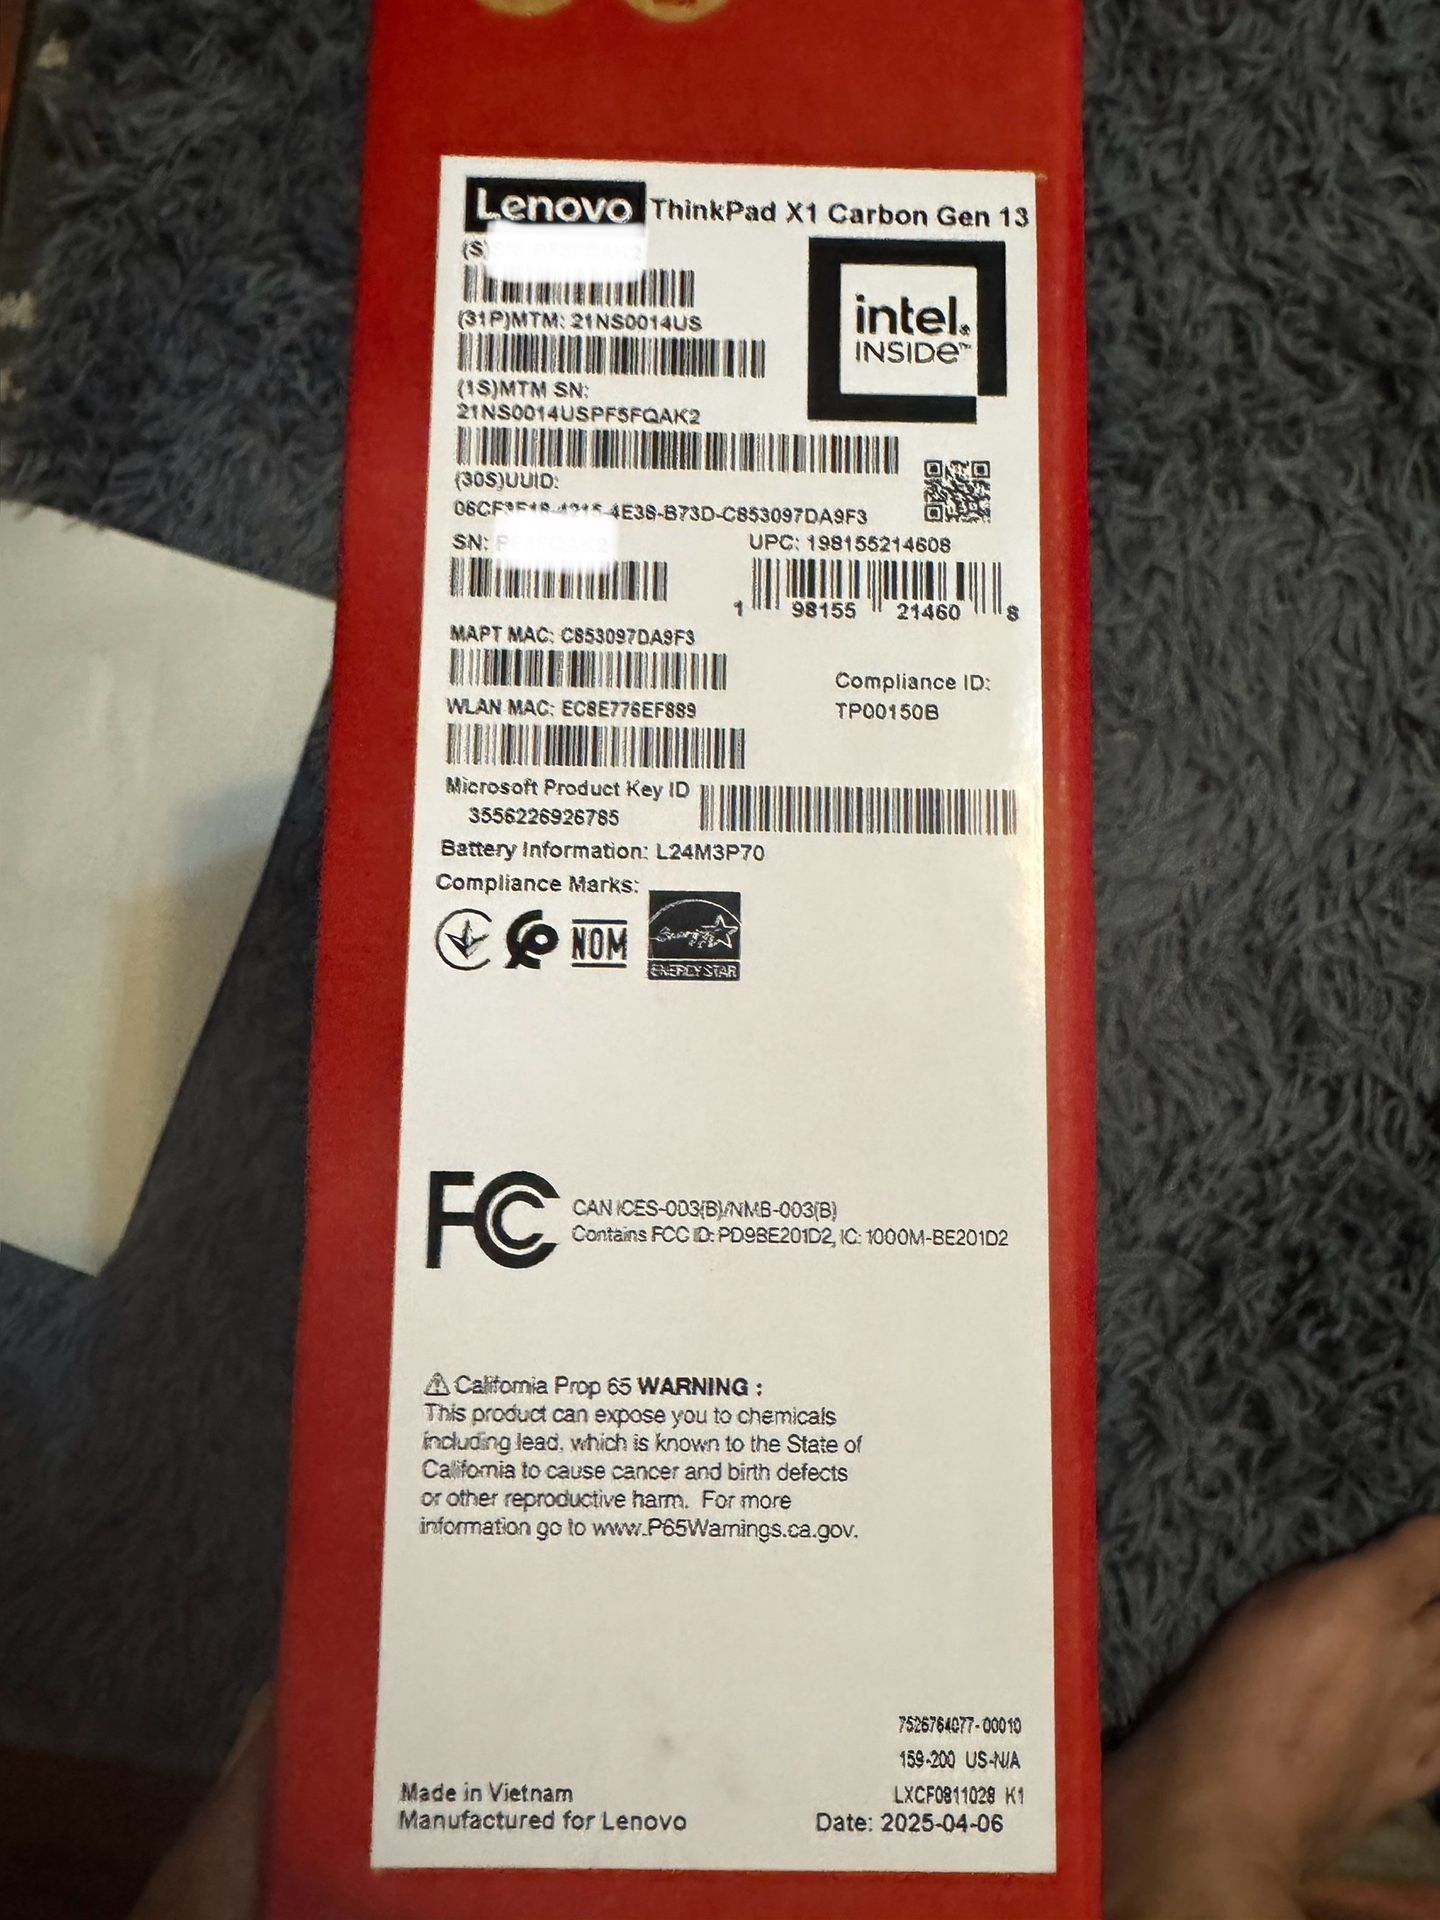 Lenovo ThinkPad X1 Carbon Gen 13
(S)
intel.
INSIDE™
(31P)MTM: 21NS0014US
(1S)MTM SN:
21NS0014USPF5FQAK2
(30S)UUID:
4E38-B73D-C853097DA9F3
SN:
UPC: 198155214608
1 98155 21460 8
MAPT MAC: C853097DA9F3
WLAN MAC: EC8E776EF889
Compliance ID:
TP00150B
Microsoft Product Key ID
3556226926785
Battery Information: L24M3P70
Compliance Marks:
NOM
ENERGY STAR
FC
CAN ICES-003(B)/NMB-003(B)
Contains FCC ID: PD9BE201D2, IC: 1000M-BE201D2
⚠ California Prop 65 WARNING :
This product can expose you to chemicals
including lead, which is known to the State of
California to cause cancer and birth defects
or other reproductive harm. For more
information go to www.P65Warnings.ca.gov.
7526764077-00010
159-200 US-N/A
LXCF0811028 K1
Made in Vietnam
Manufactured for Lenovo
Date: 2025-04-06